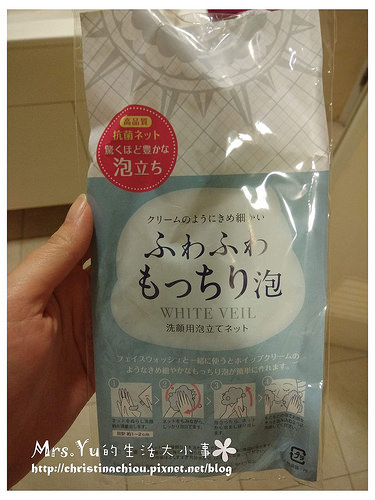 高品質
抗菌ネット
驚くほど豊かな
泡立ち
クリームのようにきめ細かい
ふわふわ
もっちり泡
WHITE VEIL
洗顔用泡立てネット
フェイスウォッシュと一緒に使うとホイップクリームの
ようなきめ細やかなもっちり泡が簡単に作れます。
1
2
3
4
Mrs.Yu的生活大小事
http://christinachiou.pixnet.net/blog